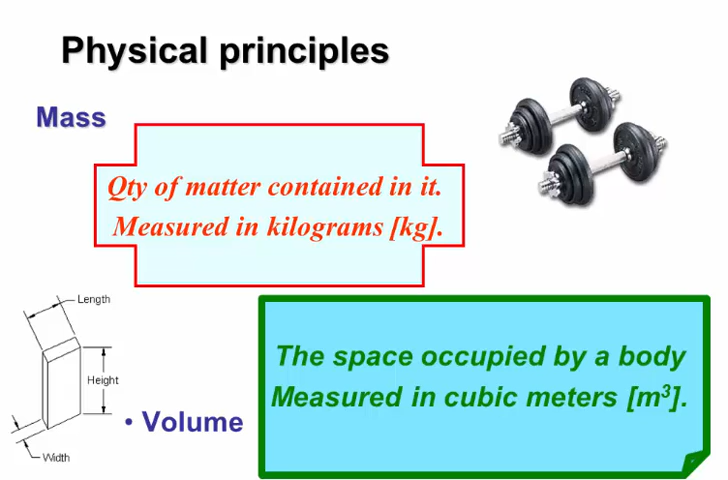 Physical principles
Mass
Qty of matter contained in it.
Measured in kilograms [kg].
Length
Height
Width
• Volume
The space occupied by a body
Measured in cubic meters [m³].